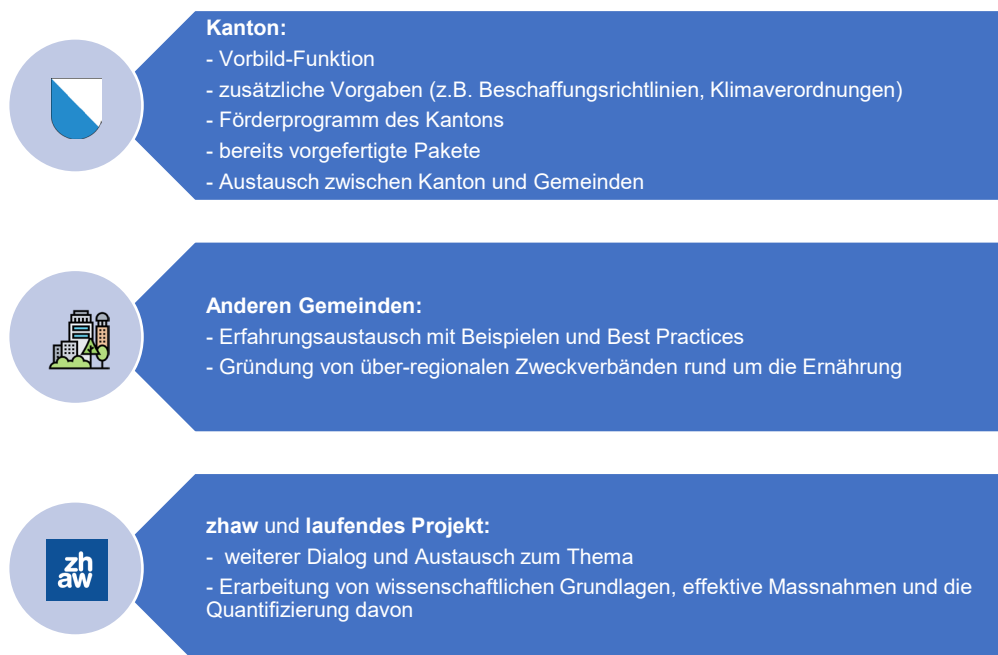 Kanton:
- Vorbild-Funktion
- zusätzliche Vorgaben (z.B. Beschaffungsrichtlinien, Klimaverordnungen)
- Förderprogramm des Kantons
- bereits vorgefertigte Pakete
- Austausch zwischen Kanton und Gemeinden
Anderen Gemeinden:
- Erfahrungsaustausch mit Beispielen und Best Practices
- Gründung von über-regionalen Zweckverbänden rund um die Ernährung
zh
aw
zhaw und laufendes Projekt:
- weiterer Dialog und Austausch zum Thema
- Erarbeitung von wissenschaftlichen Grundlagen, effektive Massnahmen und die
Quantifizierung davon